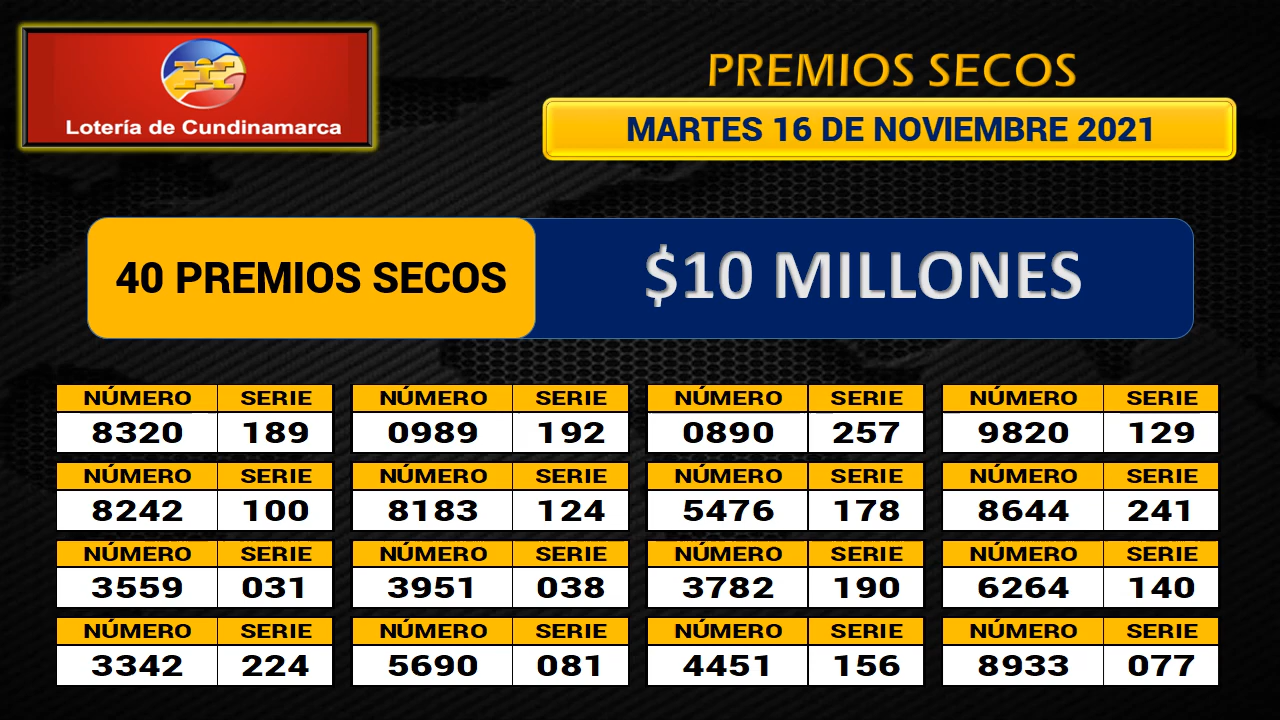 Lotería de Cundinamarca
PREMIOS SECOS
MARTES 16 DE NOVIEMBRE 2021
40 PREMIOS SECOS
$10 MILLONES
NÚMERO SERIE NÚMERO SERIE NÚMERO SERIE NÚMERO SERIE
8320 189 0989 192 0890 257 9820 129
NÚMERO SERIE NÚMERO SERIE NÚMERO SERIE NÚMERO SERIE
8242 100 8183 124 5476 178 8644 241
NÚMERO SERIE NÚMERO SERIE NÚMERO SERIE NÚMERO SERIE
3559 031 3951 038 3782 190 6264 140
NÚMERO SERIE NÚMERO SERIE NÚMERO SERIE NÚMERO SERIE
3342 224 5690 081 4451 156 8933 077